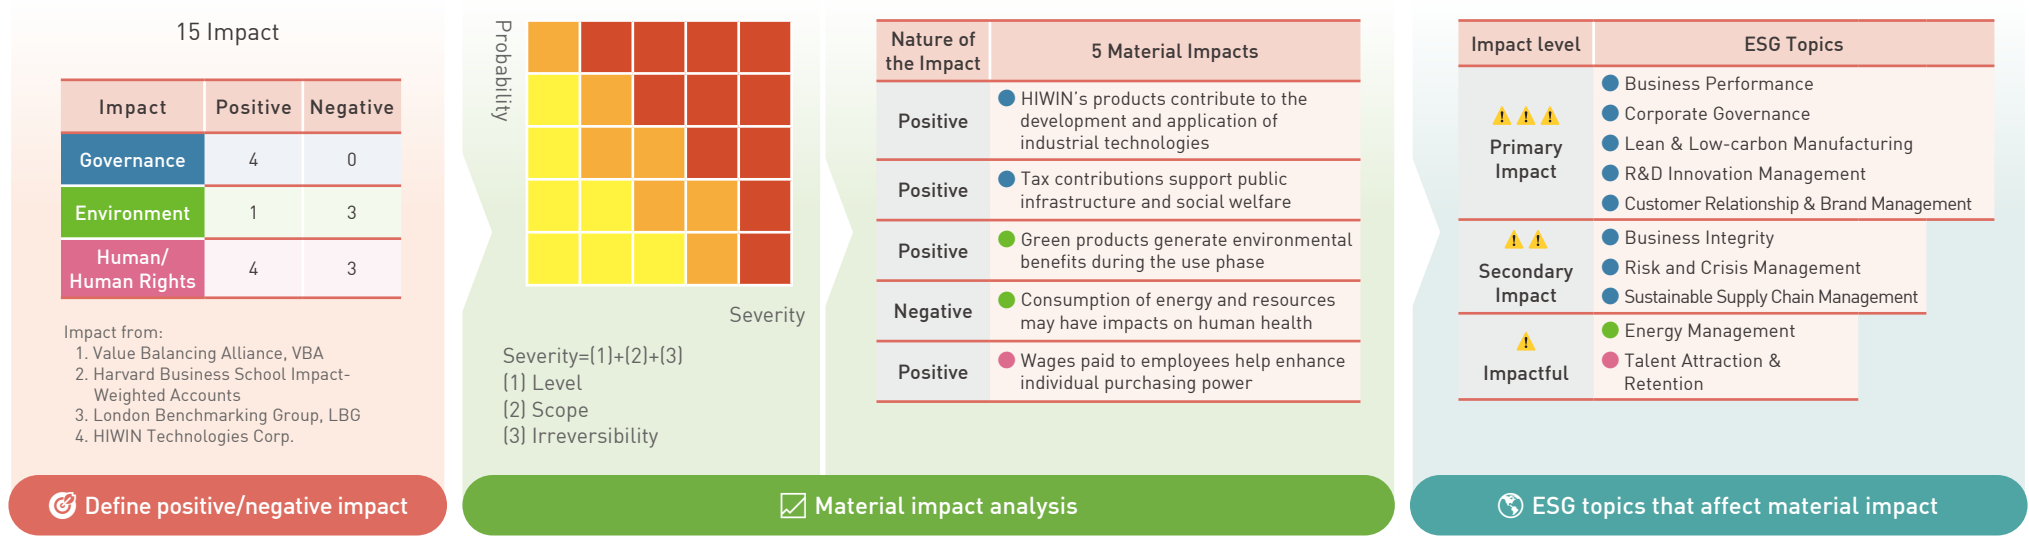 15 Impact
Impact Positive Negative
Governance 4 0
Environment 1 3
Human/
Human Rights 4 3
Impact from:
1. Value Balancing Alliance, VBA
2. Harvard Business School Impact-
Weighted Accounts
3. London Benchmarking Group, LBG
4. HIWIN Technologies Corp.
Define positive/negative impact
Probability
Severity
Severity=(1)+(2)+(3)
(1) Level
(2) Scope
(3) Irreversibility
Nature of
the Impact
5 Material Impacts
Positive
HIWIN's products contribute to the
development and application of
industrial technologies
Positive
Tax contributions support public
infrastructure and social welfare
Positive
Green products generate environmental
benefits during the use phase
Negative
Consumption of energy and resources
may have impacts on human health
Positive
Wages paid to employees help enhance
individual purchasing power
Material impact analysis
Impact level ESG Topics
Primary
Impact
Business Performance
Corporate Governance
Lean & Low-carbon Manufacturing
R&D Innovation Management
Customer Relationship & Brand Management
Secondary
Impact
Business Integrity
Risk and Crisis Management
Sustainable Supply Chain Management
Impactful
Energy Management
Talent Attraction &
Retention
ESG topics that affect material impact